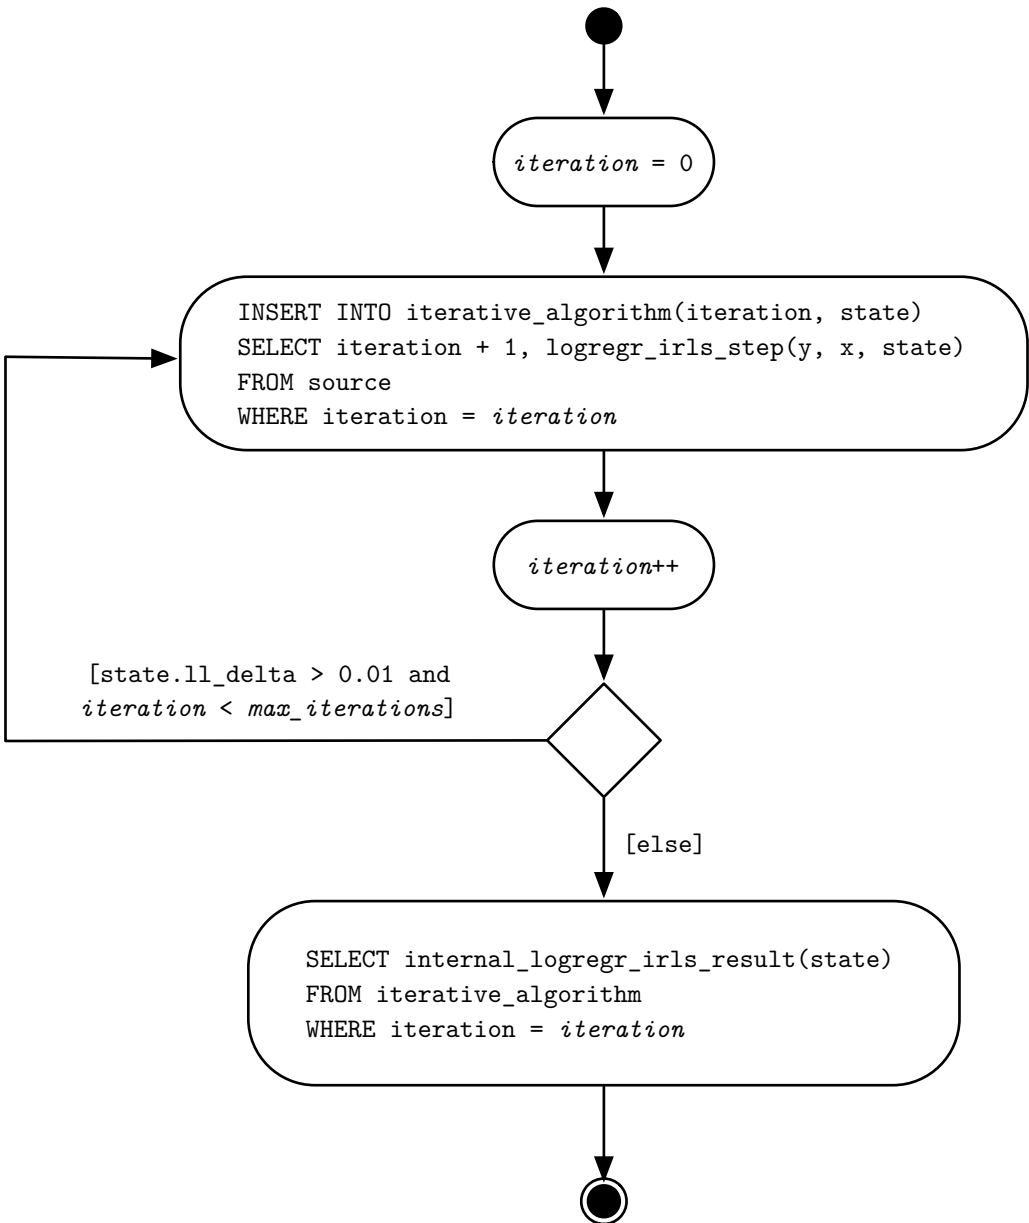 iteration = 0
INSERT INTO iterative_algorithm(iteration, state)
SELECT iteration + 1, logregr_irls_step(y, x, state)
FROM source
WHERE iteration = iteration
iteration++
[state.ll_delta > 0.01 and
iteration < max_iterations]
[else]
SELECT internal_logregr_irls_result(state)
FROM iterative_algorithm
WHERE iteration = iteration